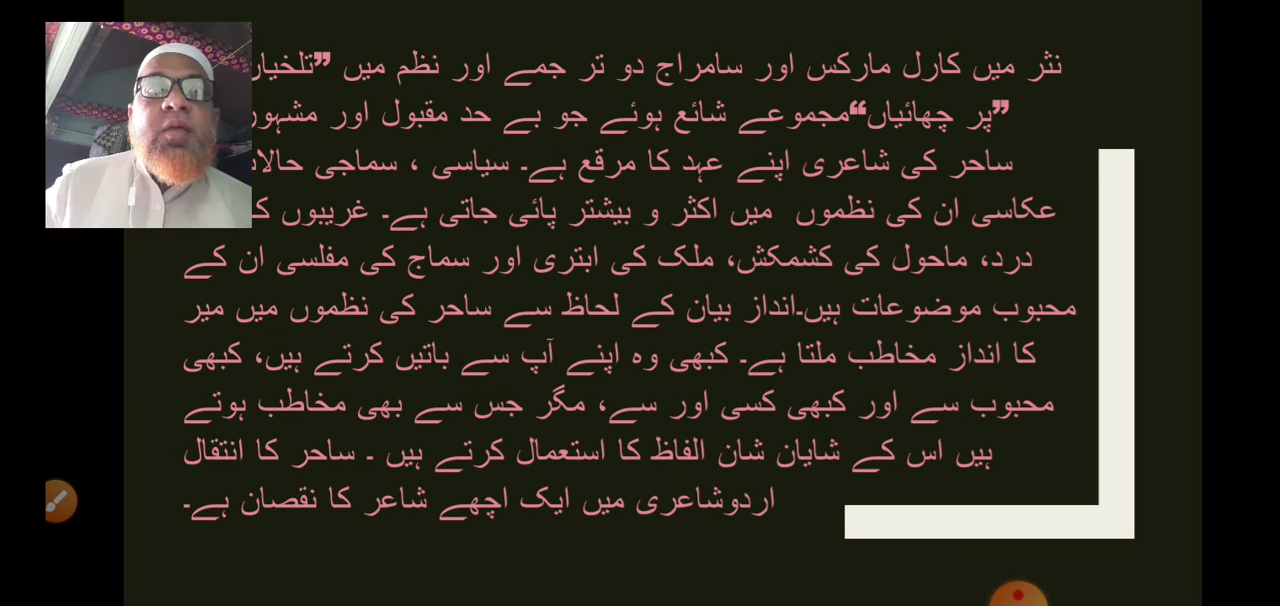 نثر میں کارل مارکس اور سامراج دو تر جمے اور نظم میں ”تلخیاں
”پر چھائیاں“مجموعے شائع ہوئے جو بے حد مقبول اور مشہور
ساحر کی شاعری اپنے عہد کا مرقع ہے۔ سیاسی ، سماجی
عکاسی ان کی نظموں میں اکثر و بیشتر پائی جاتی ہے۔ غریبوں
درد، ماحول کی کشمکش، ملک کی ابتری اور سماج کی مفلسی ان کے
محبوب موضوعات ہیں۔انداز بیان کے لحاظ سے ساحر کی نظموں میں میر
کا انداز مخاطب ملتا ہے۔ کبھی وہ اپنے آپ سے باتیں کرتے ہیں، کبھی
محبوب سے اور کبھی کسی اور سے، مگر جس سے بھی مخاطب ہوتے
ہیں اس کے شایان شان الفاظ کا استعمال کرتے ہیں ۔ ساحر کا انتقال
اردوشاعری میں ایک اچھے شاعر کا نقصان ہے۔